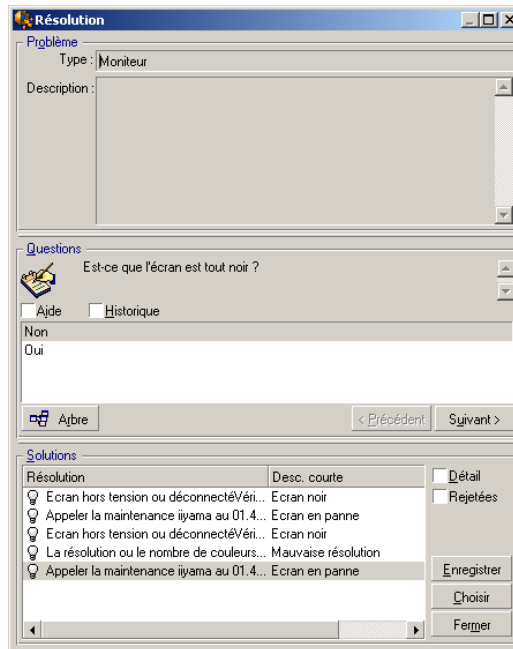 Résolution
Problème
Type : Moniteur
Description :
Questions
Est-ce que l'écran est tout noir ?
Aide Historique
Non
Oui
Arbre < Précédent Suivant >
Solutions
Résolution Desc. courte Détail
Ecran hors tension ou déconnectéVéri... Ecran noir Rejetées
Appeler la maintenance iiyama au 01.4... Ecran en panne
Ecran hors tension ou déconnectéVéri... Ecran noir
La résolution ou le nombre de couleurs... Mauvaise résolution
Appeler la maintenance iiyama au 01.4... Ecran en panne Enregistrer
Choisir
Fermer